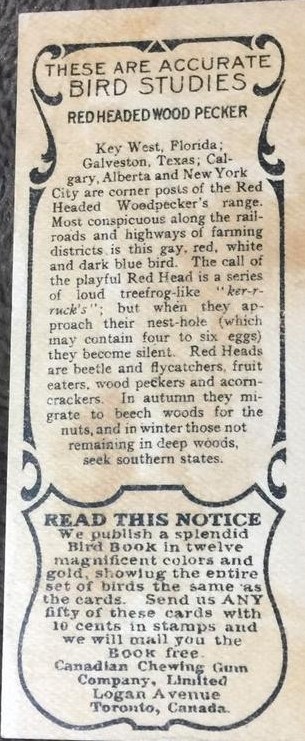 THESE ARE ACCURATE
BIRD STUDIES
RED HEADED WOOD PECKER
Key West, Florida;
Galveston, Texas; Cal-
gary, Alberta and New York
City are corner posts of the Red
Headed Woodpecker's range.
Most conspicuous along the rail-
roads and highways of farming
districts is this gay, red, white
and dark blue bird. The call of
the playful Red Head is a series
of loud treefrog-like "ker-r-
ruck's"; but when they ap-
proach their nest-hole (which
may contain four to six eggs)
they become silent. Red Heads
are beetle and flycatchers, fruit
eaters, wood peckers and acorn-
crackers. In autumn they mi-
grate to beech woods for the
nuts, and in winter those not
remaining in deep woods,
seek southern states.
READ THIS NOTICE
We publish a splendid
Bird BOOK in twelve
magnificent colors and
gold, showing the entire
set of birds the same as
the cards. Send us ANY
fifty of these cards with
10 cents in stamps and
we will mail you the
BOOK free.
Canadian Chewing Gum
Company, Limited
Logan Avenue
Toronto, Canada.